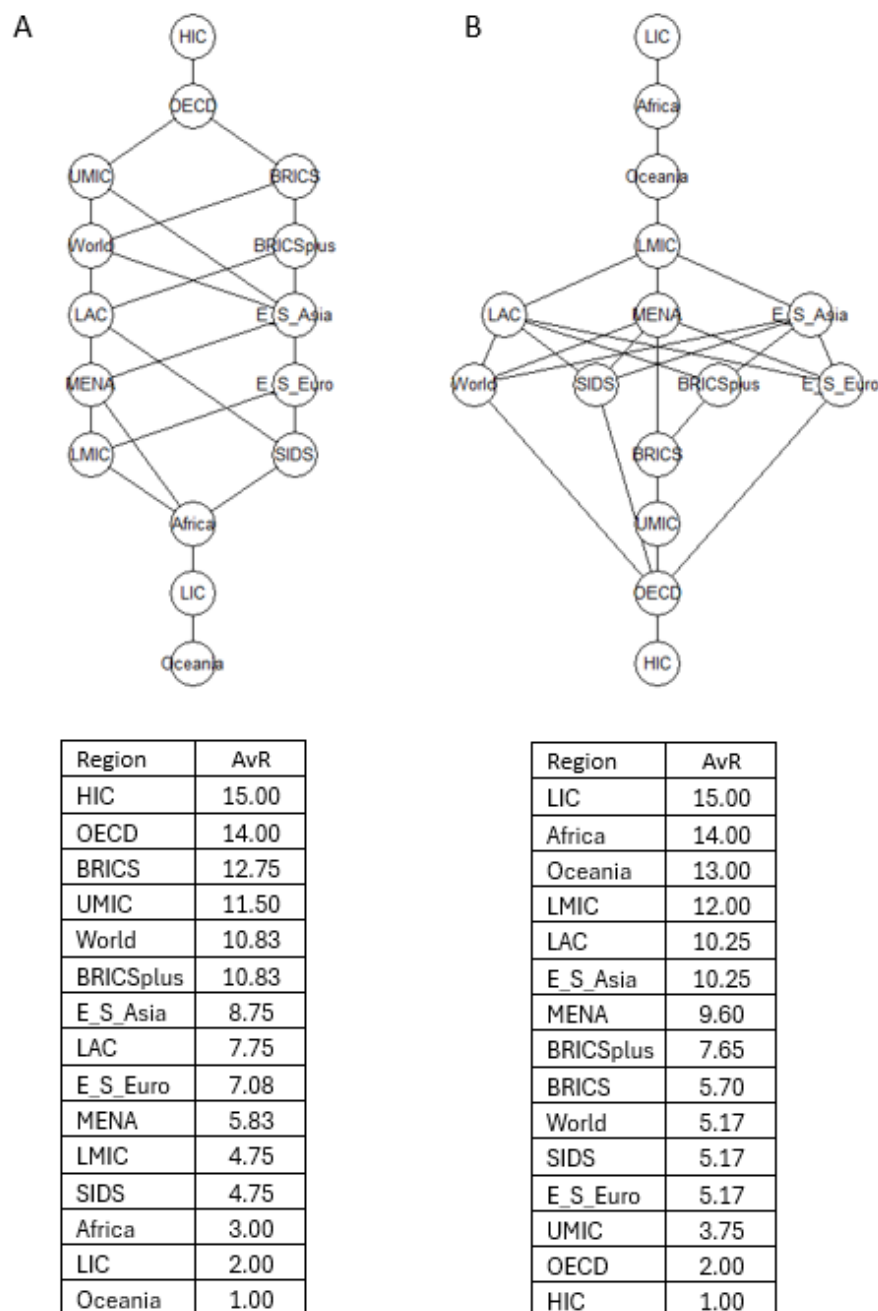 A
B
HIC
OECD
UMIC
BRICS
World
BRICSplus
LAC
E_S_Asia
MENA
E_S_Euro
LMIC
SIDS
Africa
LIC
Oceania
LIC
Africa
Oceania
LMIC
LAC
MENA
E_S_Asia
World
SIDS
BRICSplus
E_S_Euro
BRICS
UMIC
OECD
HIC
Region AvR
HIC 15.00
OECD 14.00
BRICS 12.75
UMIC 11.50
World 10.83
BRICSplus 10.83
E_S_Asia 8.75
LAC 7.75
E_S_Euro 7.08
MENA 5.83
LMIC 4.75
SIDS 4.75
Africa 3.00
LIC 2.00
Oceania 1.00
Region AvR
LIC 15.00
Africa 14.00
Oceania 13.00
LMIC 12.00
LAC 10.25
E_S_Asia 10.25
MENA 9.60
BRICSplus 7.65
BRICS 5.70
World 5.17
SIDS 5.17
E_S_Euro 5.17
UMIC 3.75
OECD 2.00
HIC 1.00